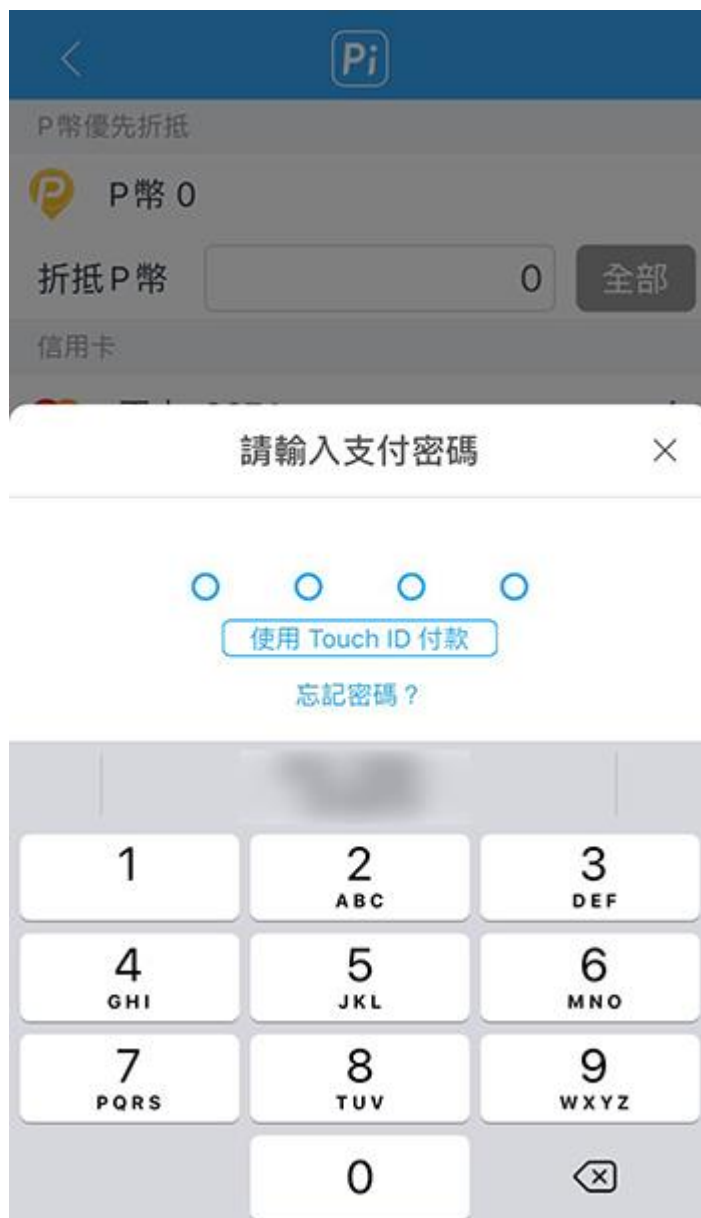 Pi
P幣優先折抵
P P幣 0
折抵P幣 0 全部
信用卡
請輸入支付密碼
使用 Touch ID 付款
忘記密碼？
1 2 3
ABC DEF
4 5 6
GHI JKL MNO
7 8 9
PQRS TUV WXYZ
0